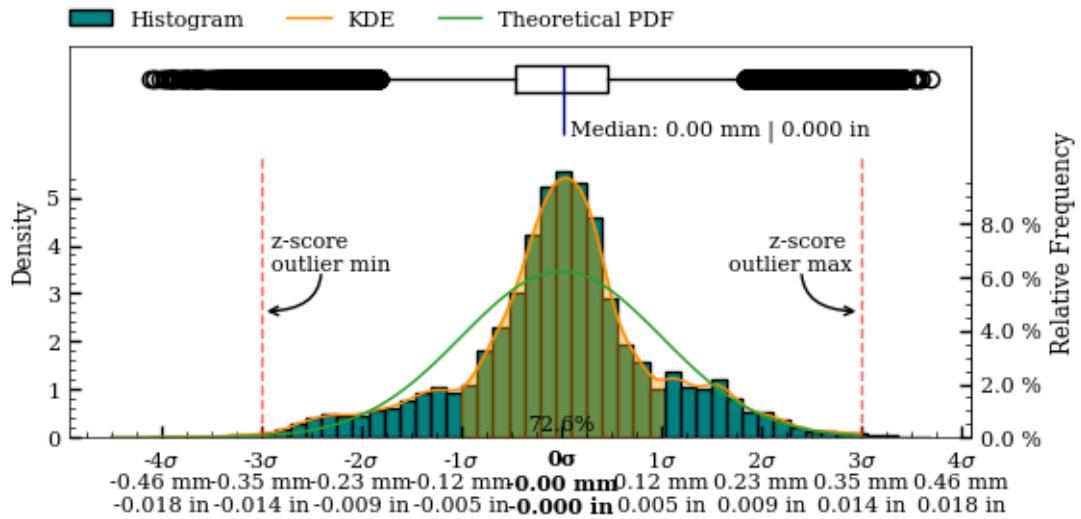 Histogram KDE Theoretical PDF
Median: 0.00 mm | 0.000 in
Density
Relative Frequency
5
4
3
2
1
0
8.0 %
6.0 %
4.0 %
2.0 %
0.0 %
z-score
outlier min
z-score
outlier max
72.6%
-4σ -3σ -2σ -1σ 0σ 1σ 2σ 3σ 4σ
-0.46 mm -0.35 mm -0.23 mm -0.12 mm -0.00 mm 0.12 mm 0.23 mm 0.35 mm 0.46 mm
-0.018 in -0.014 in -0.009 in -0.005 in -0.000 in 0.005 in 0.009 in 0.014 in 0.018 in